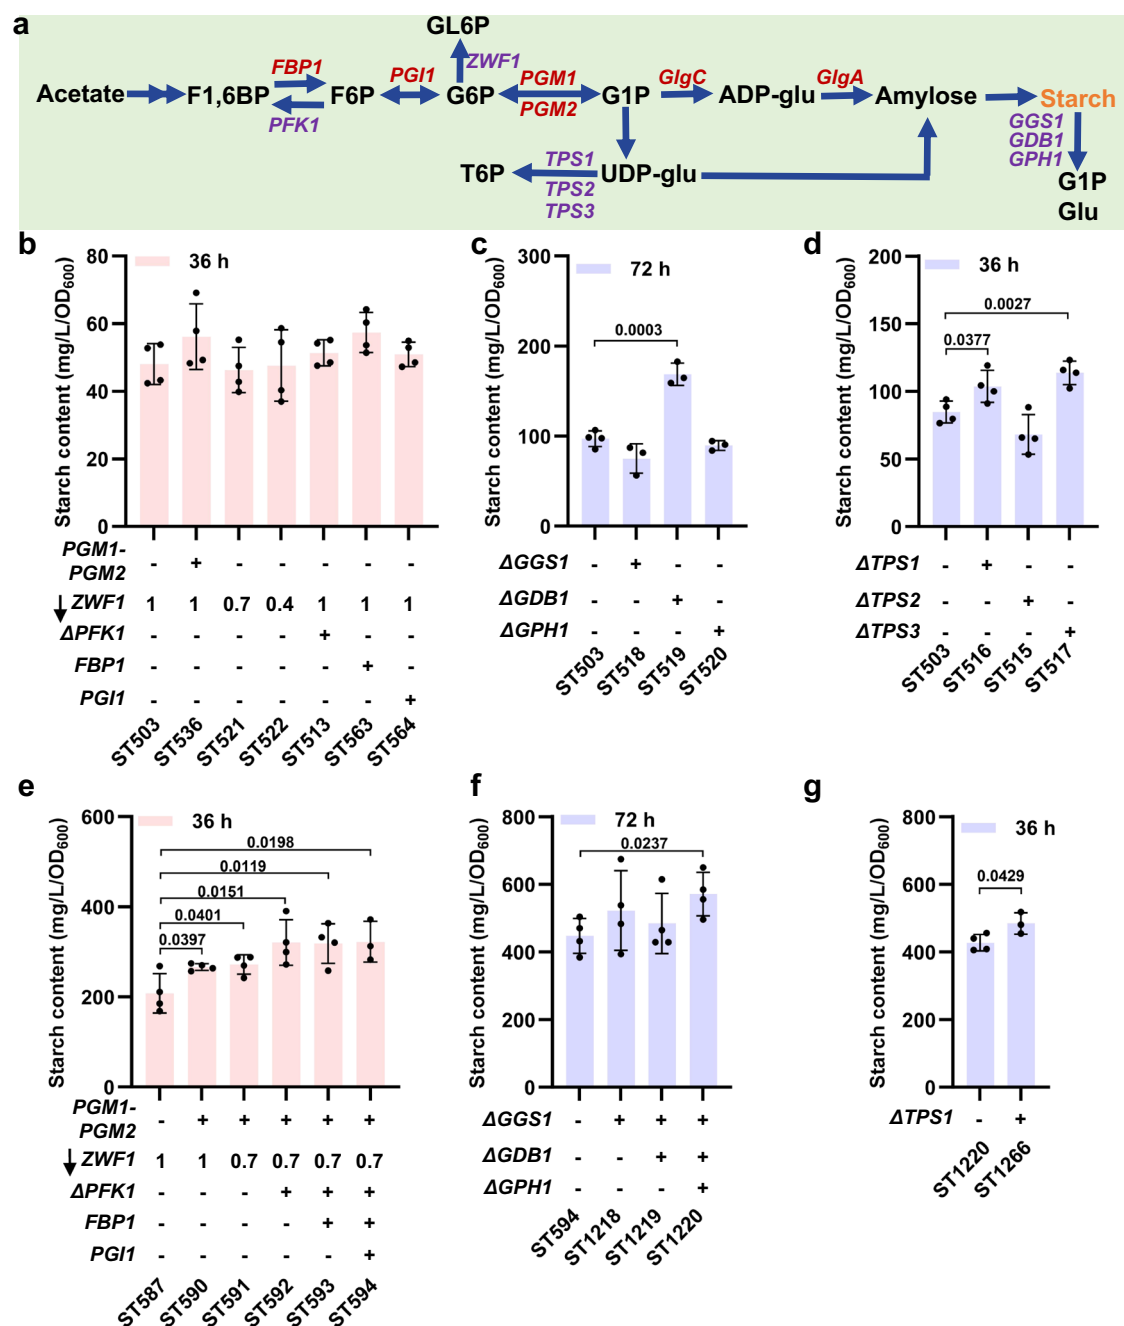 a
GL6P
ZWF1
FBP1
PGI1
PGM1
GlgC
GlgA
Acetate
F1,6BP
F6P
G6P
G1P
ADP-glu
Amylose
Starch
PFK1
PGM2
GGS1
GDB1
GPH1
T6P
TPS1
UDP-glu
TPS2
TPS3
G1P
Glu
b
36 h
Starch content (mg/L/OD600)
80
60
40
20
0
PGM1-
PGM2
- + - - - - -
↓ZWF1 1 1 0.7 0.4 1 1 1
ΔPFK1 - - - - + - -
FBP1 - - - - - + -
PGI1 - - - - - - +
ST503 ST536 ST521 ST522 ST513 ST563 ST564
c
72 h
Starch content (mg/L/OD600)
300
200
100
0
0.0003
ΔGGS1 - + - -
ΔGDB1 - - + -
ΔGPH1 - - - +
ST503 ST518 ST519 ST520
d
36 h
Starch content (mg/L/OD600)
200
150
100
50
0
0.0027
0.0377
ΔTPS1 - + - -
ΔTPS2 - - + -
ΔTPS3 - - - +
ST503 ST516 ST515 ST517
e
36 h
Starch content (mg/L/OD600)
600
400
200
0
0.0198
0.0119
0.0151
0.0401
0.0397
PGM1-
PGM2
- + + + + +
↓ZWF1 1 1 0.7 0.7 0.7 0.7
ΔPFK1 - - - + + +
FBP1 - - - - + +
PGI1 - - - - - +
ST587 ST590 ST591 ST592 ST593 ST594
f
72 h
Starch content (mg/L/OD600)
800
600
400
200
0
0.0237
ΔGGS1 - + + +
ΔGDB1 - - + +
ΔGPH1 - - - +
ST594 ST1218 ST1219 ST1220
g
36 h
Starch content (mg/L/OD600)
800
600
400
200
0
0.0429
ΔTPS1 - +
ST1220 ST1266